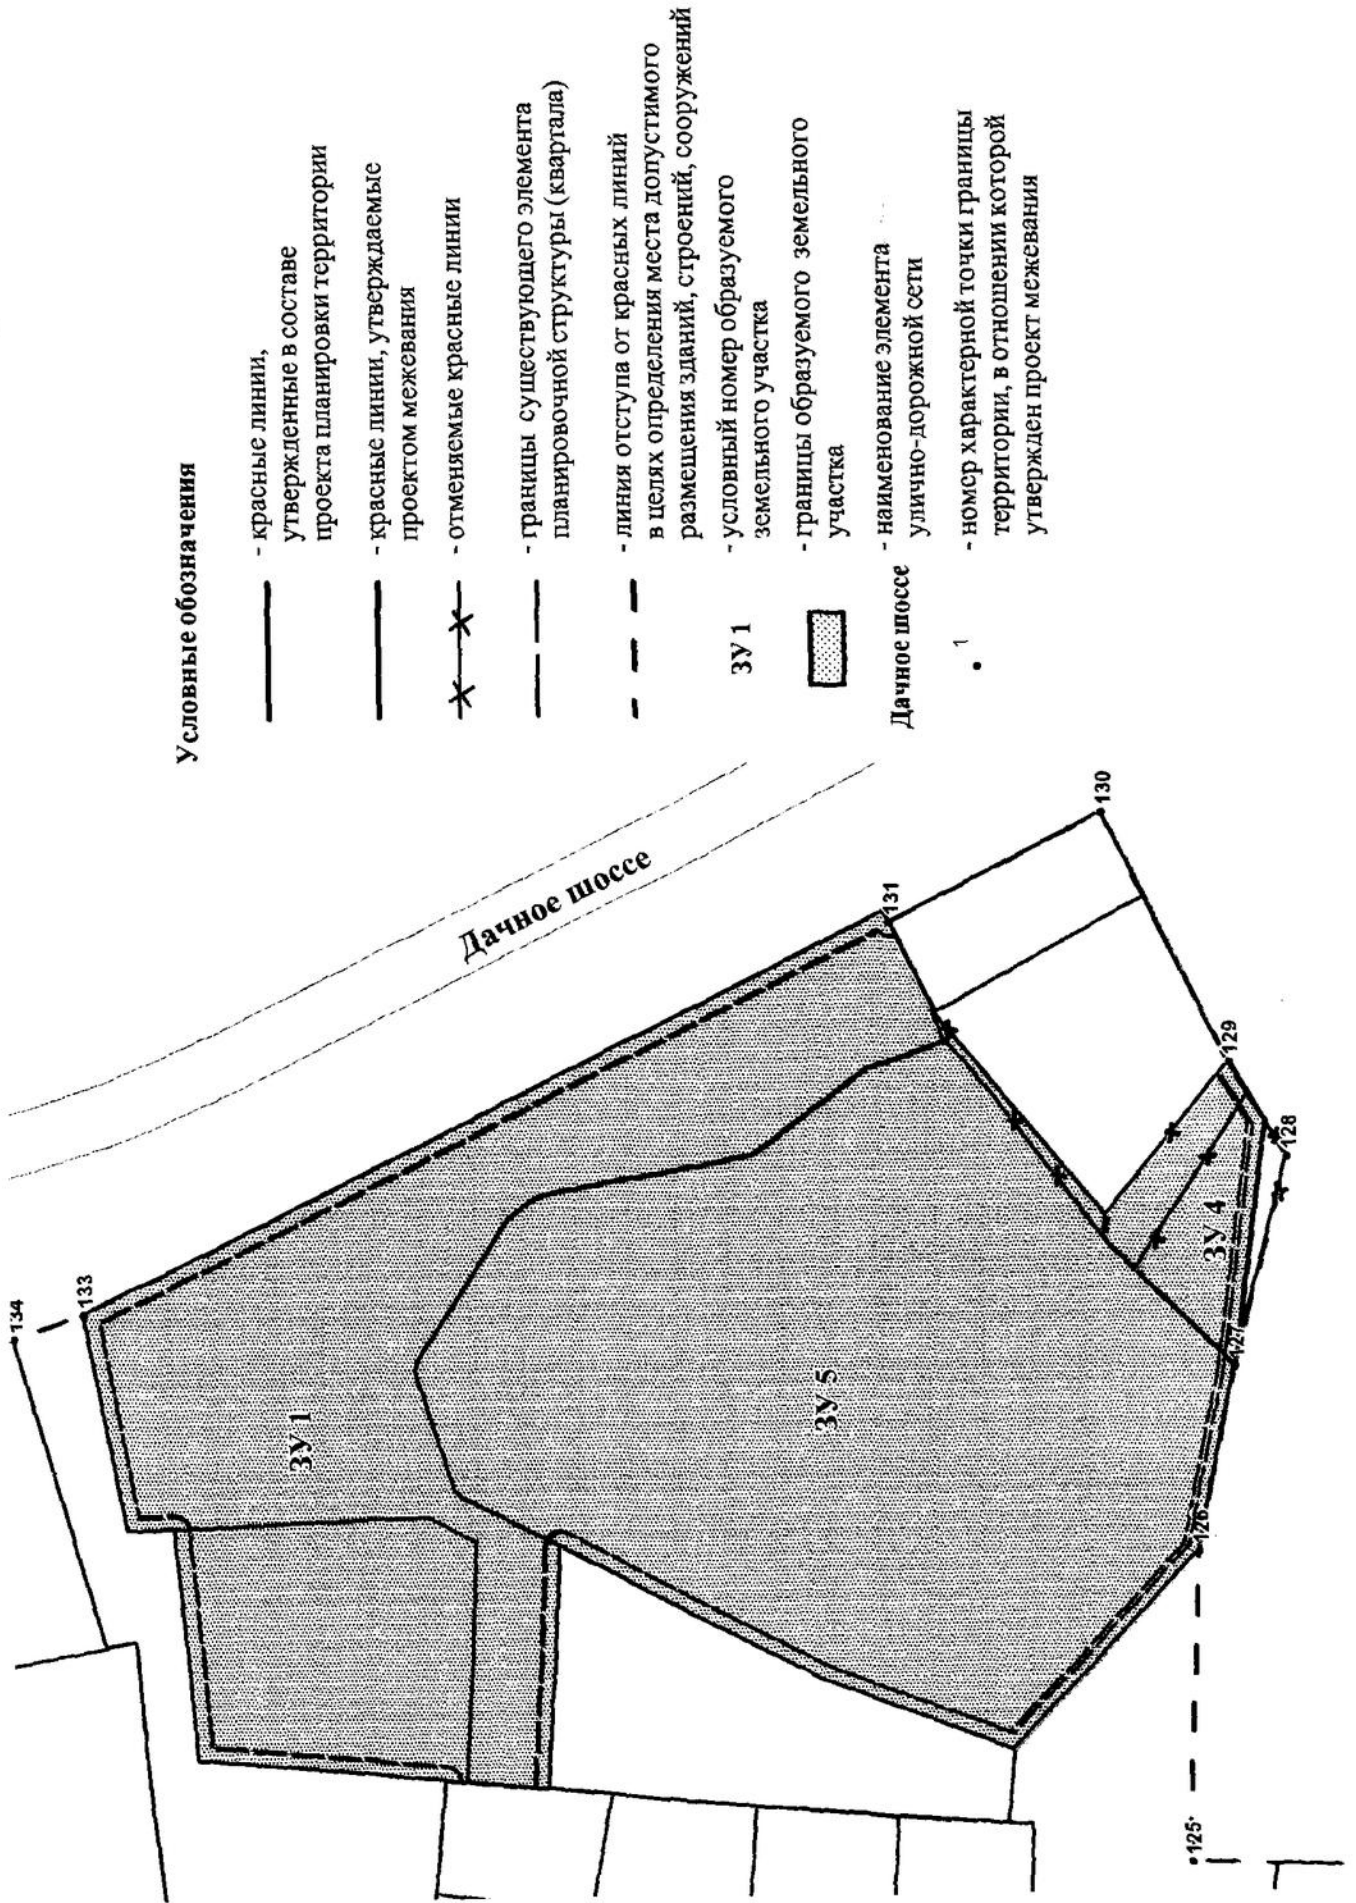 Условные обозначения
- красные линии,
утвержденные в составе
проекта планировки территории
- красные линии, утверждаемые
проектом межевания
- отменяемые красные линии
- границы существующего элемента
планировочной структуры (квартала)
- линия отступа от красных линий
в целях определения места допустимого
размещения зданий, строений, сооружений
ЗУ 1
- условный номер образуемого
земельного участка
- границы образуемого земельного
участка
Дачное шоссе
- наименование элемента
улично-дорожной сети
1
- номер характерной точки границы
территории, в отношении которой
утвержден проект межевания
134
133
Дачное шоссе
ЗУ 1
131
130
ЗУ 5
129
128
ЗУ 4
127
126
125